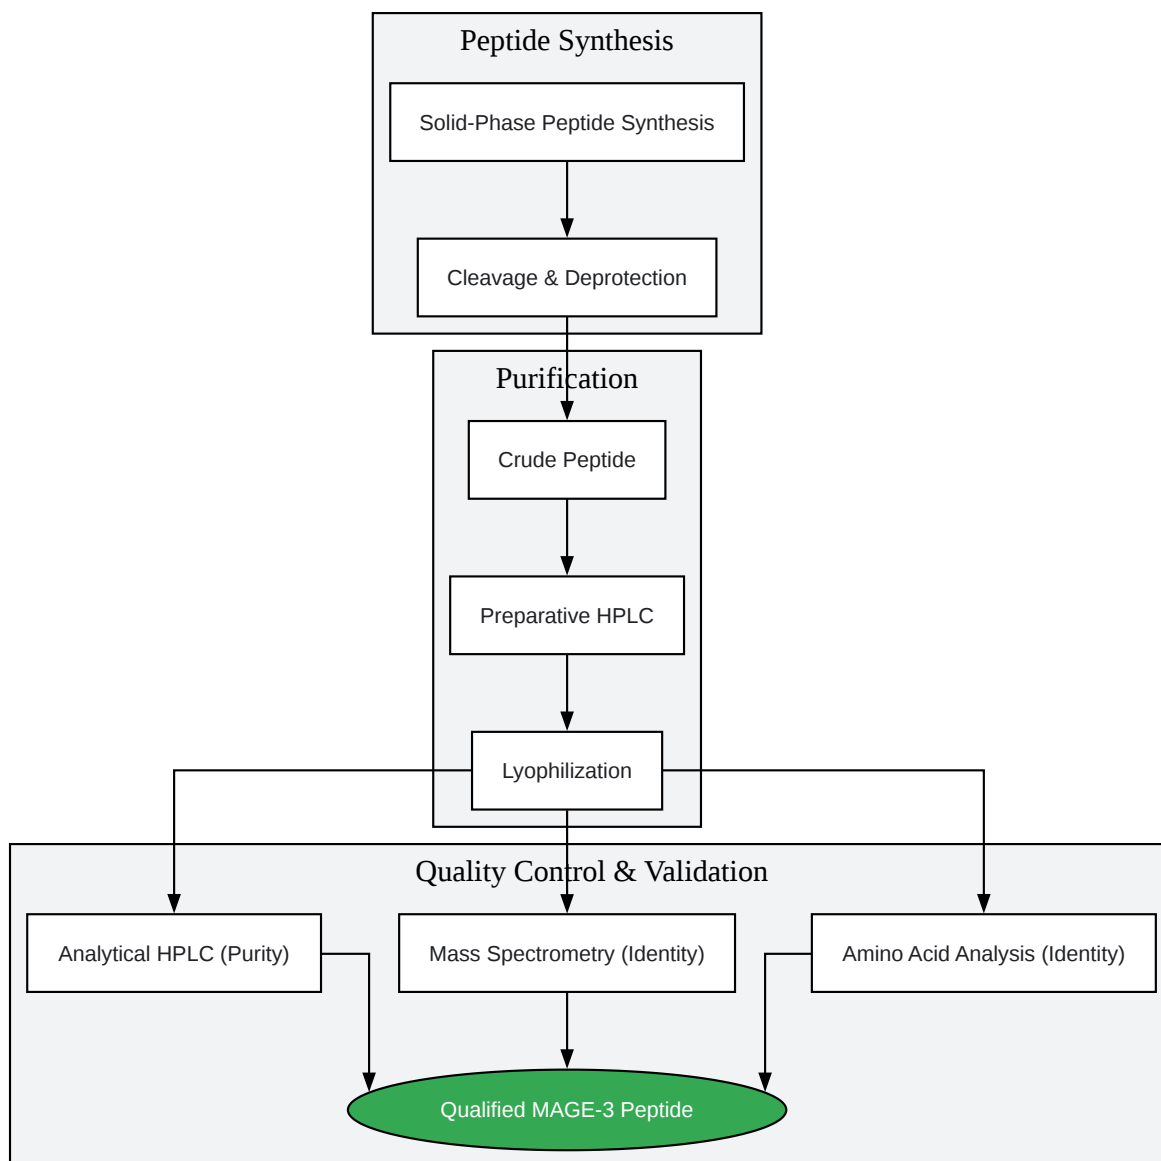 Peptide Synthesis
Solid-Phase Peptide Synthesis
Cleavage & Deprotection
Purification
Crude Peptide
Preparative HPLC
Lyophilization
Quality Control & Validation
Analytical HPLC (Purity)
Mass Spectrometry (Identity)
Amino Acid Analysis (Identity)
Qualified MAGE-3 Peptide